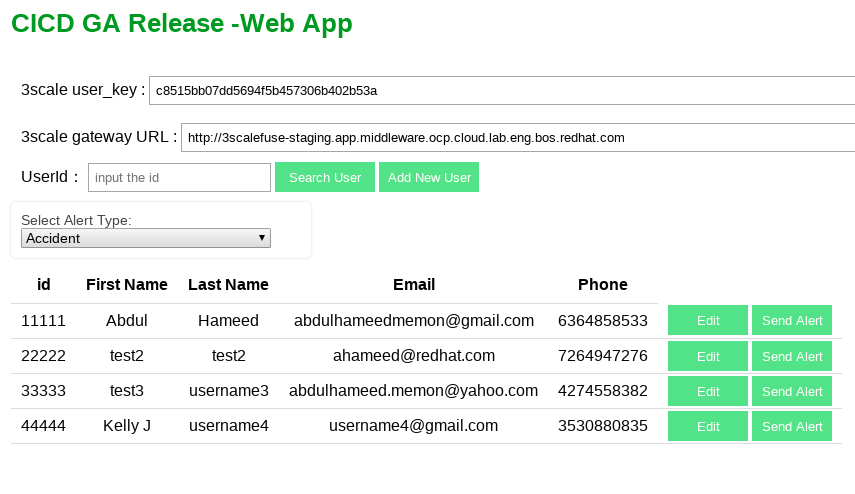 CICD GA Release -Web App
3scale user_key : c8515bb07dd5694f5b457306b402b53a
3scale gateway URL : http://3scalefuse-staging.app.middleware.ocp.cloud.lab.eng.bos.redhat.com
UserId： input the id Search User Add New User
Select Alert Type:
Accident
id First Name Last Name Email Phone
11111 Abdul Hameed abdulhameedmemon@gmail.com 6364858533 Edit Send Alert
22222 test2 test2 ahameed@redhat.com 7264947276 Edit Send Alert
33333 test3 username3 abdulhameed.memon@yahoo.com 4274558382 Edit Send Alert
44444 Kelly J username4 username4@gmail.com 3530880835 Edit Send Alert